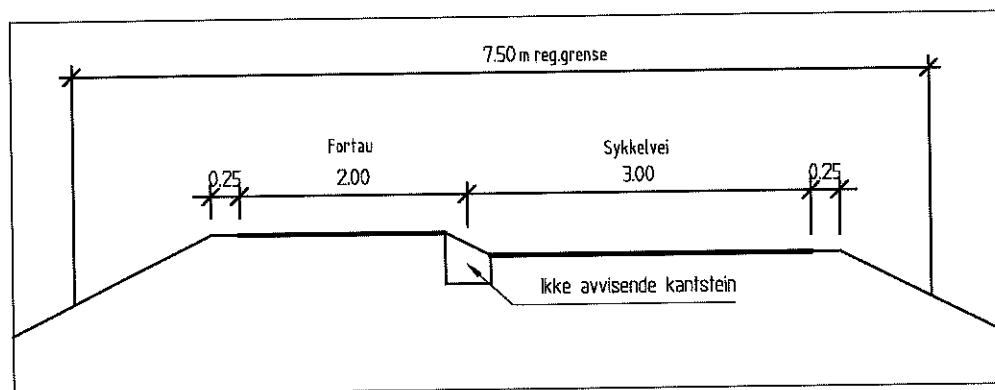 7.50 m reg.grense
Fortau
Sykkelvei
0.25
2.00
3.00
0.25
Ikke avvisende kantstein